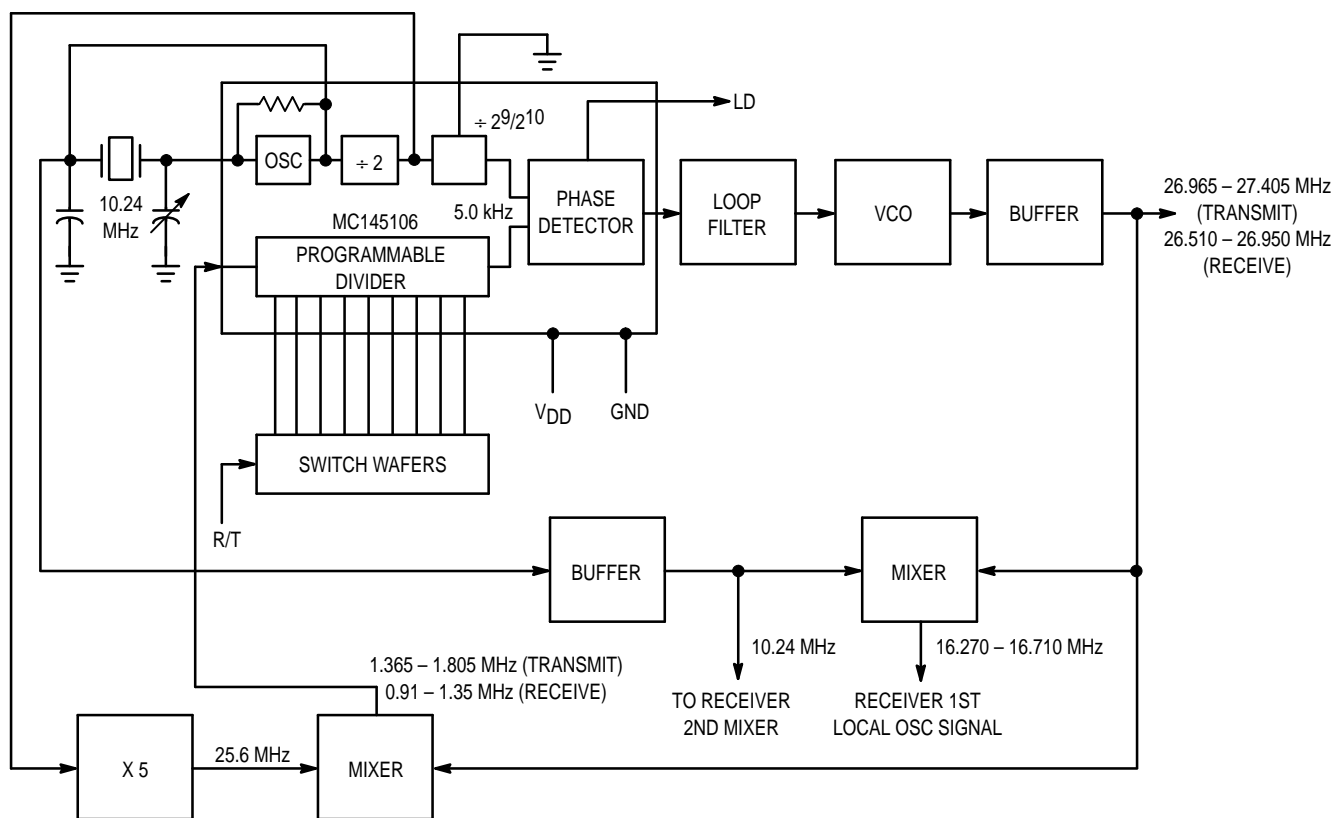 LD
÷ 2⁹/2¹⁰
OSC
÷ 2
10.24
MHz
5.0 kHz
PHASE
DETECTOR
LOOP
FILTER
VCO
BUFFER
26.965 – 27.405 MHz
(TRANSMIT)
26.510 – 26.950 MHz
(RECEIVE)
MC145106
PROGRAMMABLE
DIVIDER
VDD
GND
SWITCH WAFERS
R/T
BUFFER
MIXER
10.24 MHz
16.270 – 16.710 MHz
TO RECEIVER
2ND MIXER
RECEIVER 1ST
LOCAL OSC SIGNAL
1.365 – 1.805 MHz (TRANSMIT)
0.91 – 1.35 MHz (RECEIVE)
X 5
25.6 MHz
MIXER